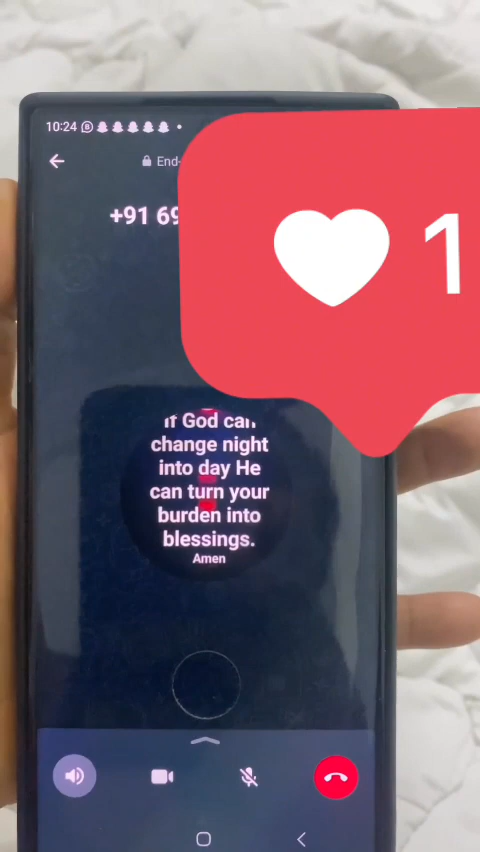 10:24
End-
+91 69
1
If God can
change night
into day He
can turn your
burden into
blessings.
Amen